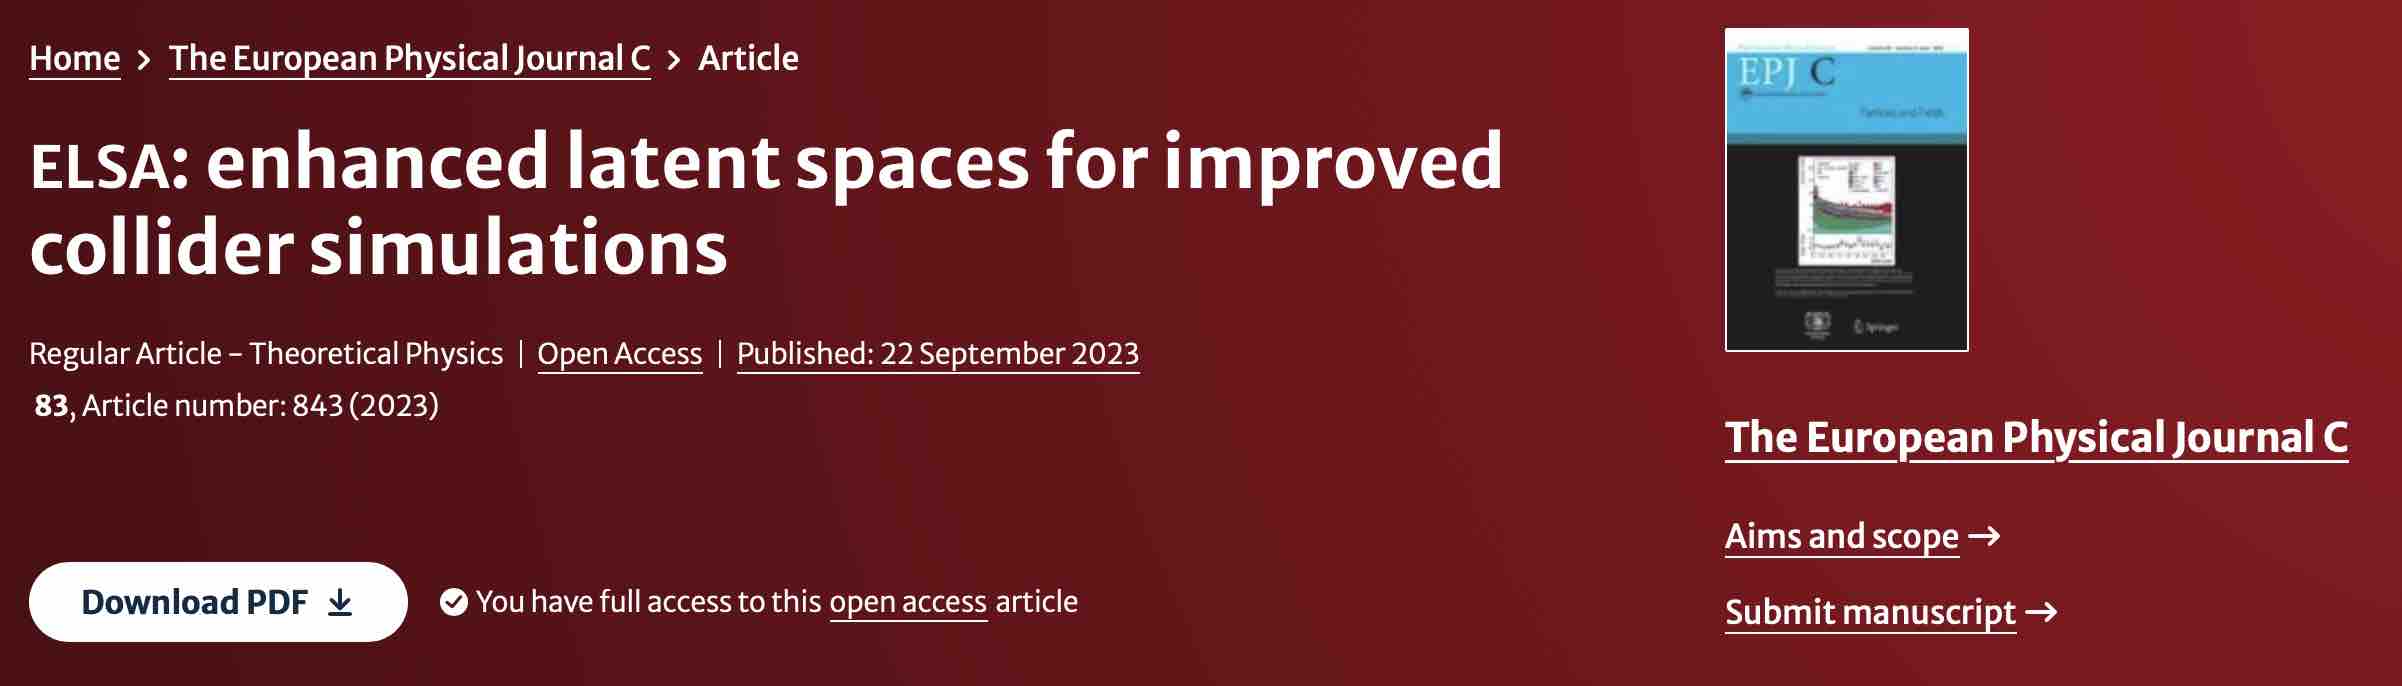 Home > The European Physical Journal C > Article
ELSA: enhanced latent spaces for improved
collider simulations
Regular Article – Theoretical Physics | Open Access | Published: 22 September 2023
83, Article number: 843 (2023)
Download PDF
You have full access to this open access article
EPJ C
Particles and Fields
Springer
The European Physical Journal C
Aims and scope →
Submit manuscript →